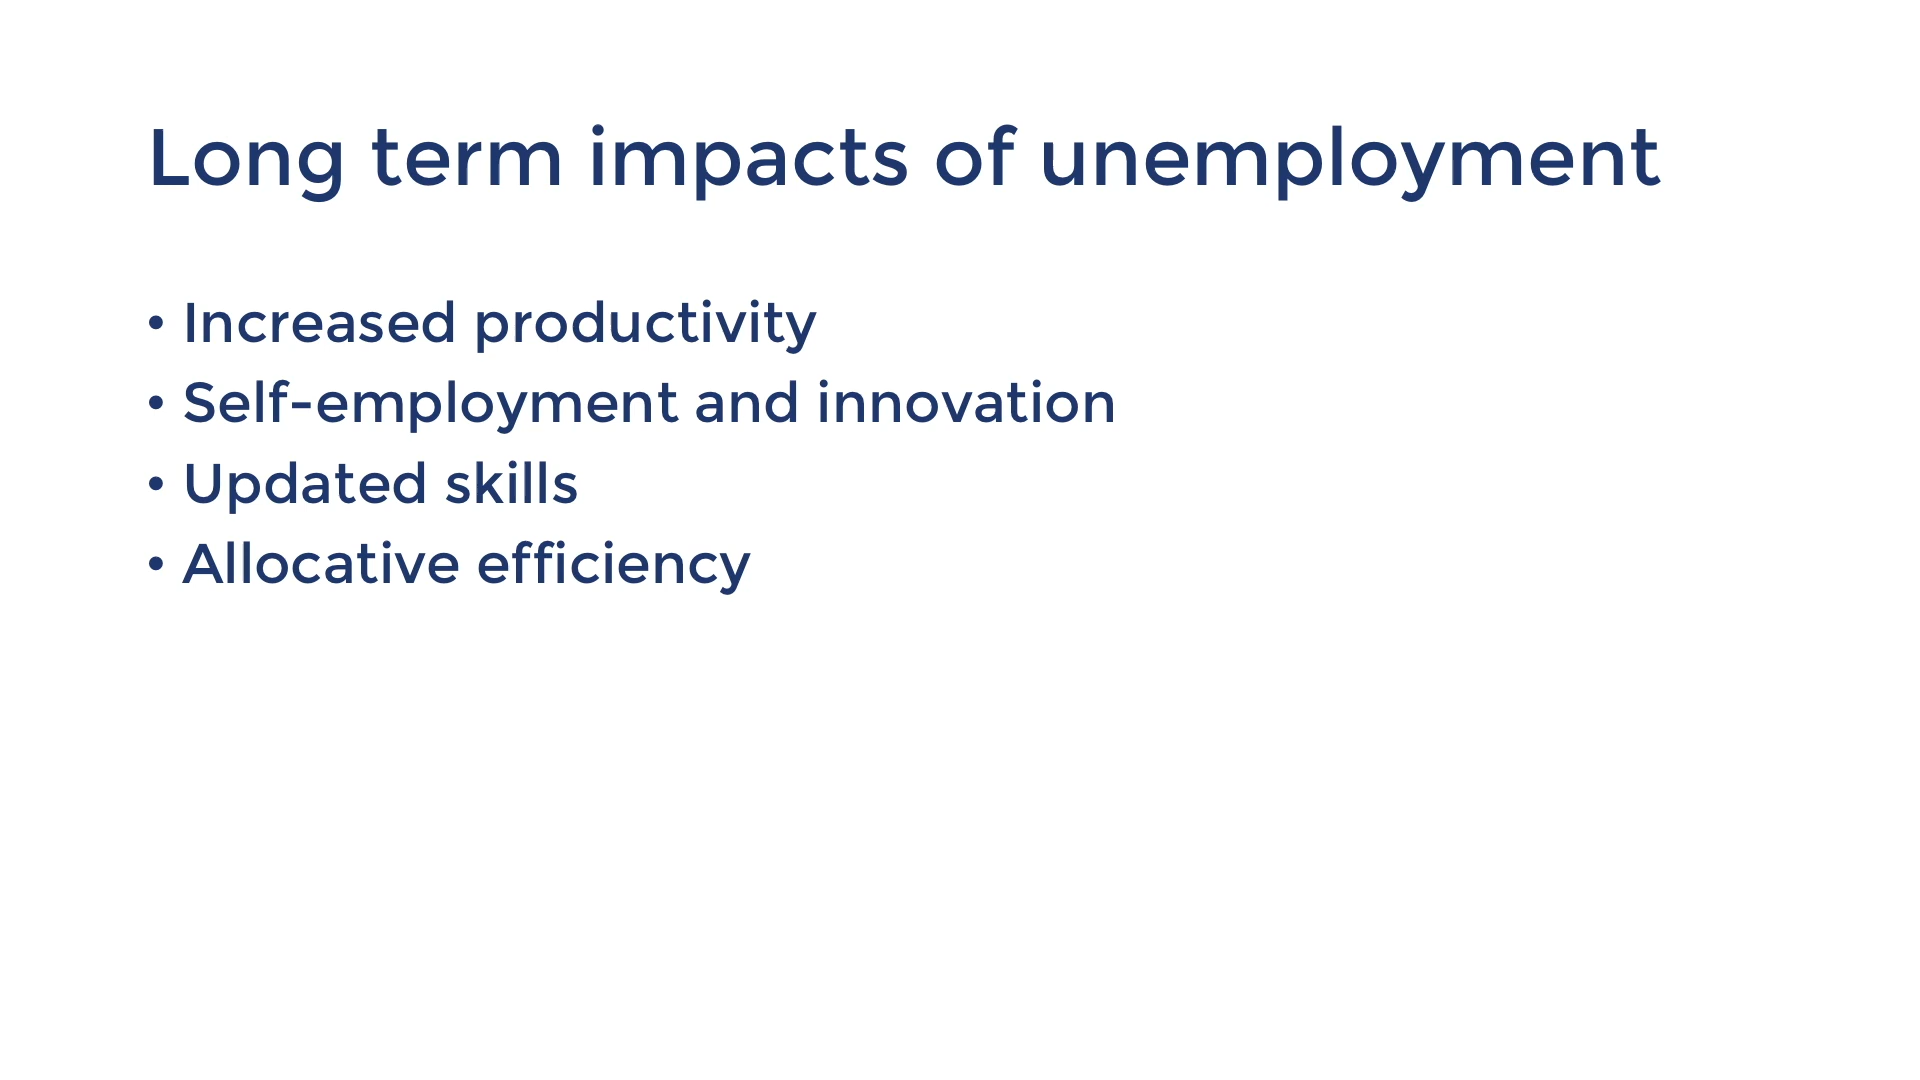 Long term impacts of unemployment
• Increased productivity
• Self-employment and innovation
• Updated skills
• Allocative efficiency